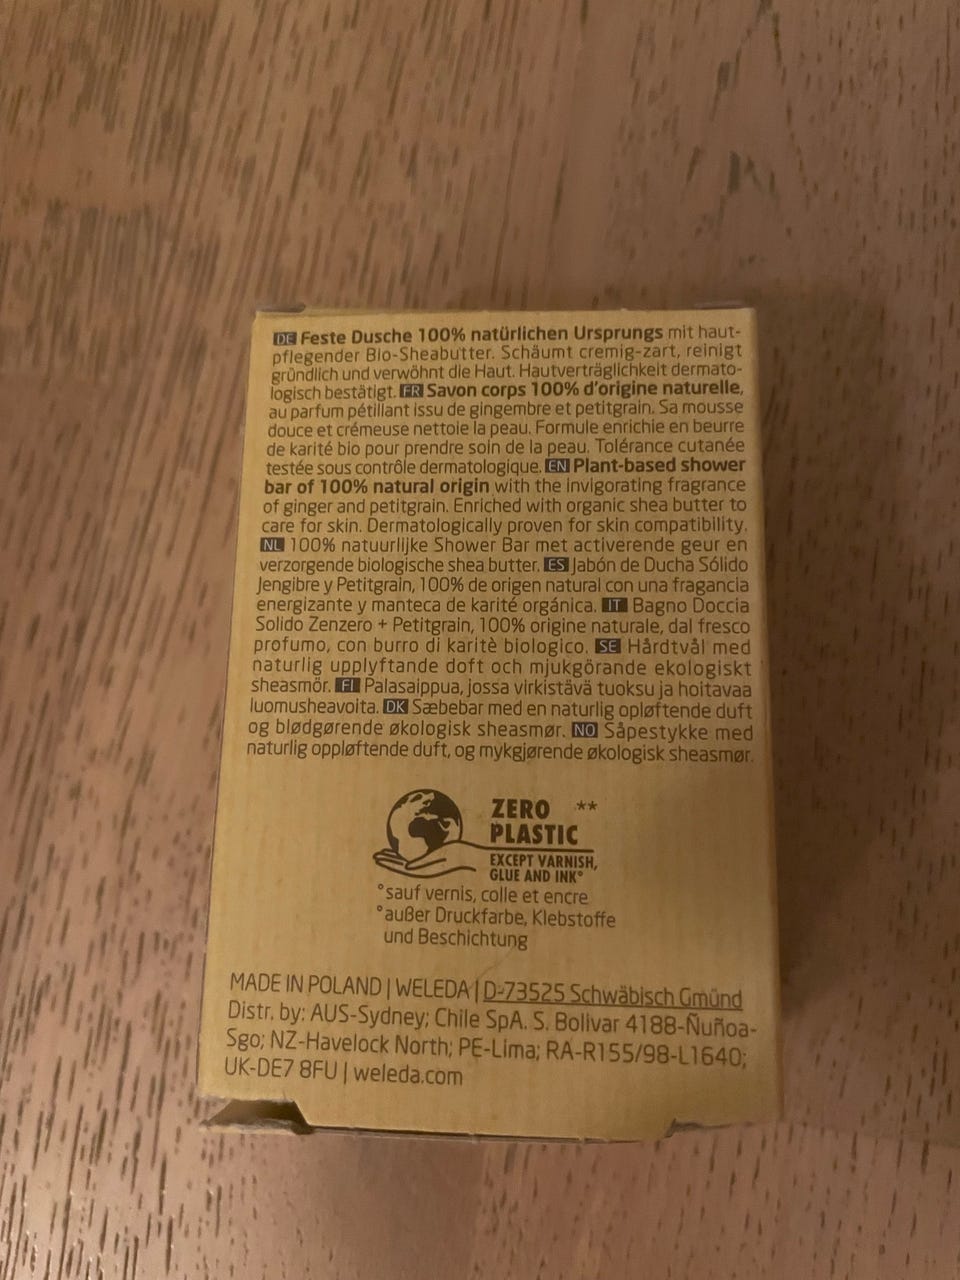 DE Feste Dusche 100% natürlichen Ursprungs mit haut-
pflegender Bio-Sheabutter. Schäumt cremig-zart, reinigt
gründlich und verwöhnt die Haut. Hautverträglichkeit dermato-
logisch bestätigt. FR Savon corps 100% d'origine naturelle,
au parfum pétillant issu de gingembre et petitgrain. Sa mousse
douce et crémeuse nettoie la peau. Formule enrichie en beurre
de karité bio pour prendre soin de la peau. Tolérance cutanée
testée sous contrôle dermatologique. EN Plant-based shower
bar of 100% natural origin with the invigorating fragrance
of ginger and petitgrain. Enriched with organic shea butter to
care for skin. Dermatologically proven for skin compatibility.
NL 100% natuurlijke Shower Bar met activerende geur en
verzorgende biologische shea butter. ES Jabón de Ducha Sólido
Jengibre y Petitgrain, 100% de origen natural con una fragancia
energizante y manteca de karité orgánica. IT Bagno Doccia
Solido Zenzero + Petitgrain, 100% origine naturale, dal fresco
profumo, con burro di karitè biologico. SE Hårdtvål med
naturlig upplyftande doft och mjukgörande ekologiskt
sheasmör. FI Palasaippua, jossa virkistävä tuoksu ja hoitavaa
luomusheavoita. DK Sæbebar med en naturlig opløftende duft
og blødgørende økologisk sheasmør. NO Såpestykke med
naturlig oppløftende duft, og mykgjørende økologisk sheasmør.
ZERO **
PLASTIC
EXCEPT VARNISH,
GLUE AND INK°
°sauf vernis, colle et encre
°außer Druckfarbe, Klebstoffe
und Beschichtung
MADE IN POLAND | WELEDA | D-73525 Schwäbisch Gmünd
Distr. by: AUS-Sydney; Chile SpA. S. Bolivar 4188-Ñuñoa-
Sgo; NZ-Havelock North; PE-Lima; RA-R155/98-L1640;
UK-DE7 8FU | weleda.com